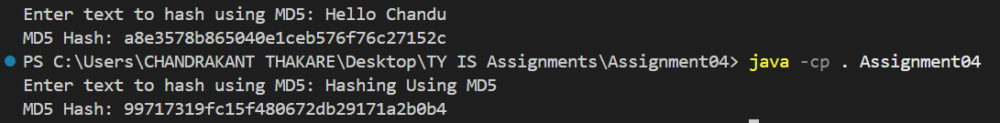 Enter text to hash using MD5: Hello Chandu
MD5 Hash: a8e3578b865040e1ceb576f76c27152c
PS C:\Users\CHANDRAKANT THAKARE\Desktop\TY IS Assignments\Assignment04> java -cp . Assignment04
Enter text to hash using MD5: Hashing Using MD5
MD5 Hash: 99717319fc15f480672db29171a2b0b4